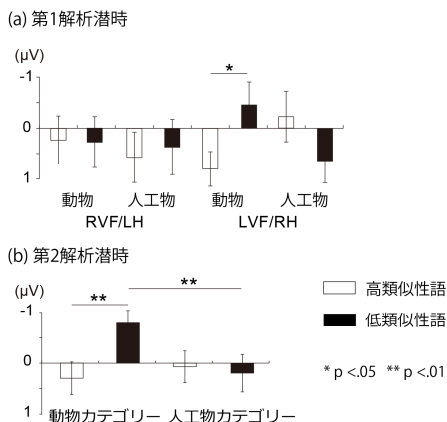 (a) 第1解析潜時
(μV)
-1
0
1
*
動物 人工物 動物 人工物
RVF/LH LVF/RH
(b) 第2解析潜時
(μV)
-1
0
1
** **
動物カテゴリー 人工物カテゴリー
高類似性語
低類似性語
* p <.05 ** p <.01